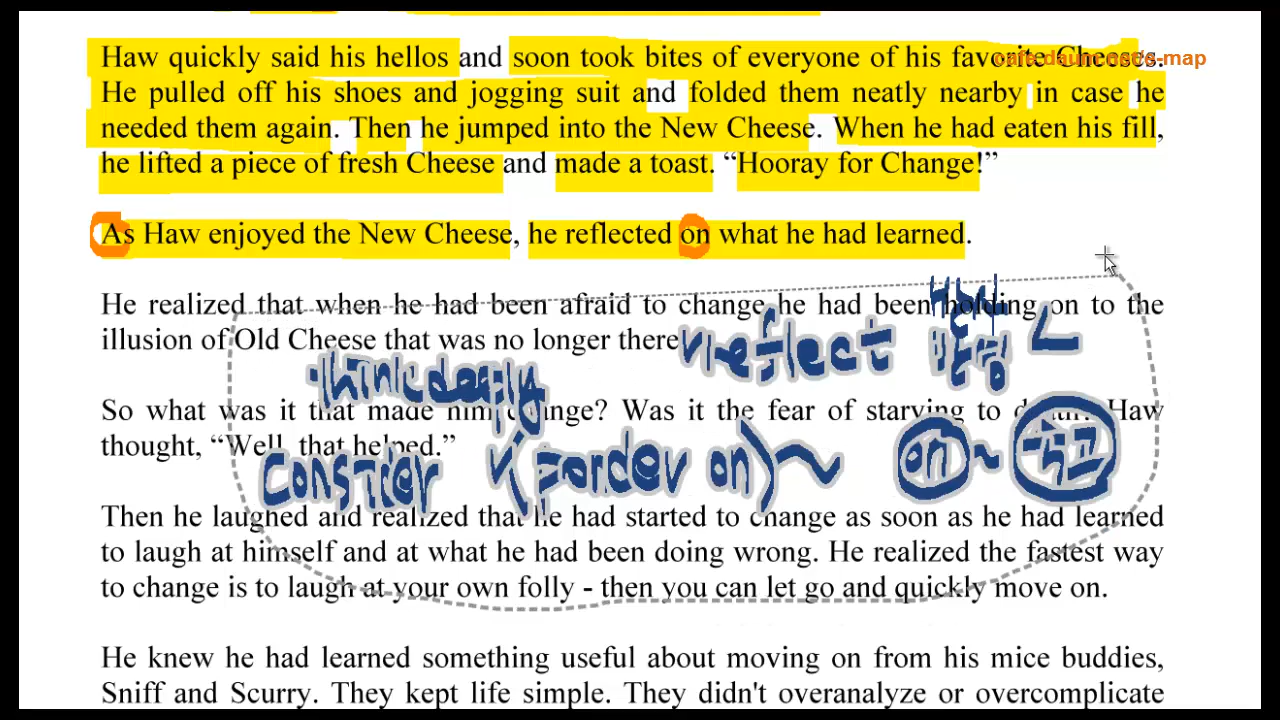 Haw quickly said his hellos and soon took bites of everyone of his favorite Cheeses.
cafe.daum.net/e-map
He pulled off his shoes and jogging suit and folded them neatly nearby in case he
needed them again. Then he jumped into the New Cheese. When he had eaten his fill,
he lifted a piece of fresh Cheese and made a toast. “Hooray for Change!”
As Haw enjoyed the New Cheese, he reflected on what he had learned.
He realized that when he had been afraid to change he had been holding on to the
illusion of Old Cheese that was no longer there
reflect
think deeply
So what was it that made him change? Was it the fear of starving to death? Haw
thought, “Well, that helped.”
consider (ponder on) ~ on ~
Then he laughed and realized that he had started to change as soon as he had learned
to laugh at himself and at what he had been doing wrong. He realized the fastest way
to change is to laugh at your own folly - then you can let go and quickly move on.
He knew he had learned something useful about moving on from his mice buddies,
Sniff and Scurry. They kept life simple. They didn't overanalyze or overcomplicate